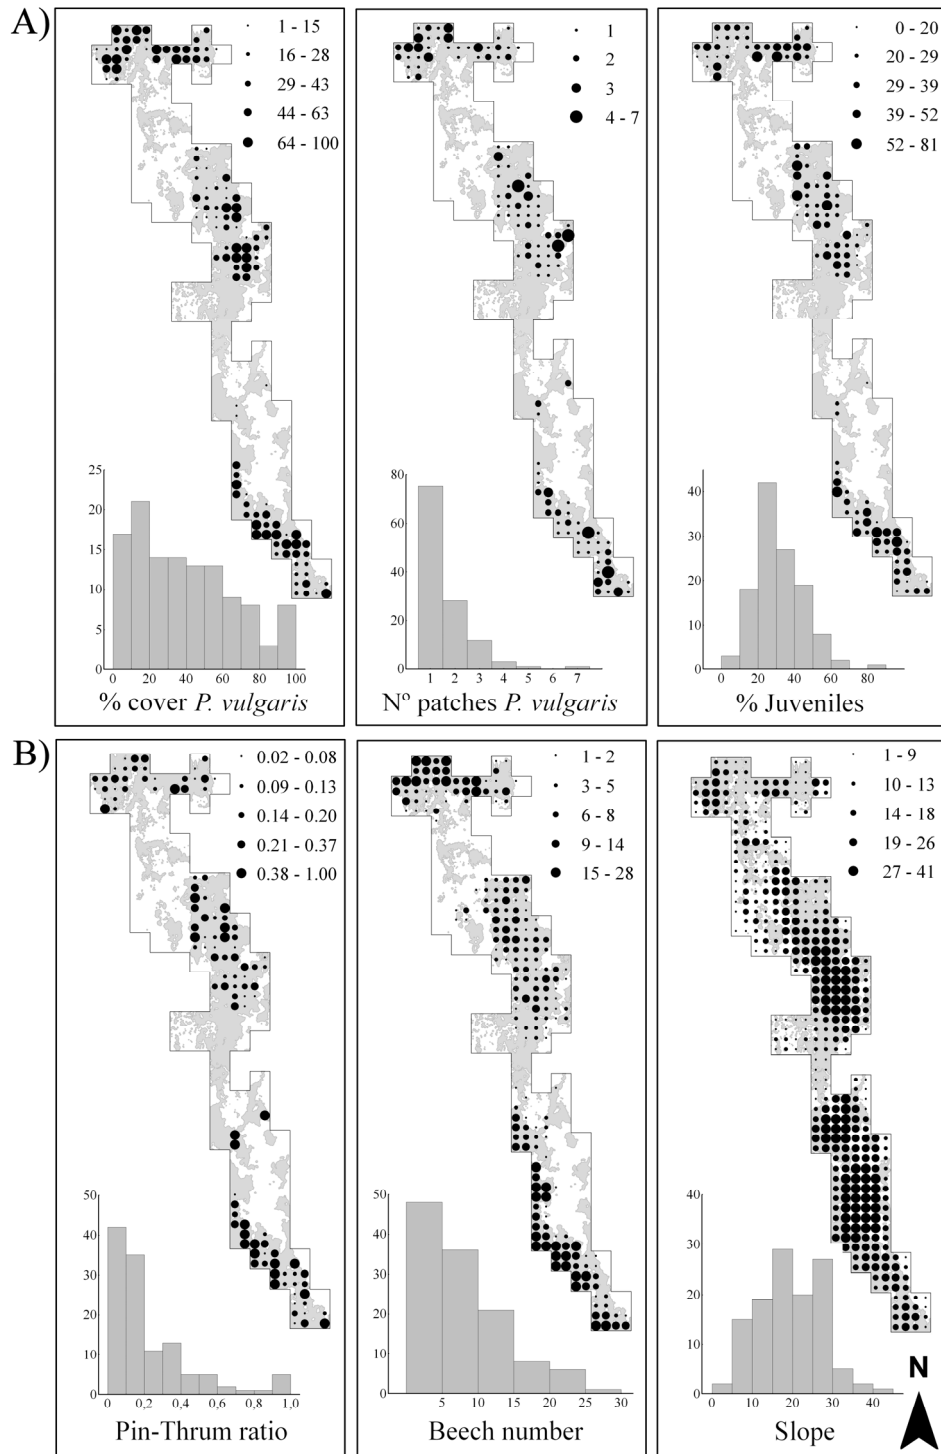 A)
1 - 15
16 - 28
29 - 43
44 - 63
64 - 100
25
20
15
10
5
0
0 20 40 60 80 100
% cover P. vulgaris
1
2
3
4 - 7
80
60
40
20
0
1 2 3 4 5 6 7
Nº patches P. vulgaris
0 - 20
20 - 29
29 - 39
39 - 52
52 - 81
40
30
20
10
0
0 20 40 60 80
% Juveniles
B)
0.02 - 0.08
0.09 - 0.13
0.14 - 0.20
0.21 - 0.37
0.38 - 1.00
50
40
30
20
10
0
0 0,2 0,4 0,6 0,8 1,0
Pin-Thrum ratio
1 - 2
3 - 5
6 - 8
9 - 14
15 - 28
50
40
30
20
10
0
5 10 15 20 25 30
Beech number
1 - 9
10 - 13
14 - 18
19 - 26
27 - 41
40
30
20
10
0
0 10 20 30 40
Slope
N